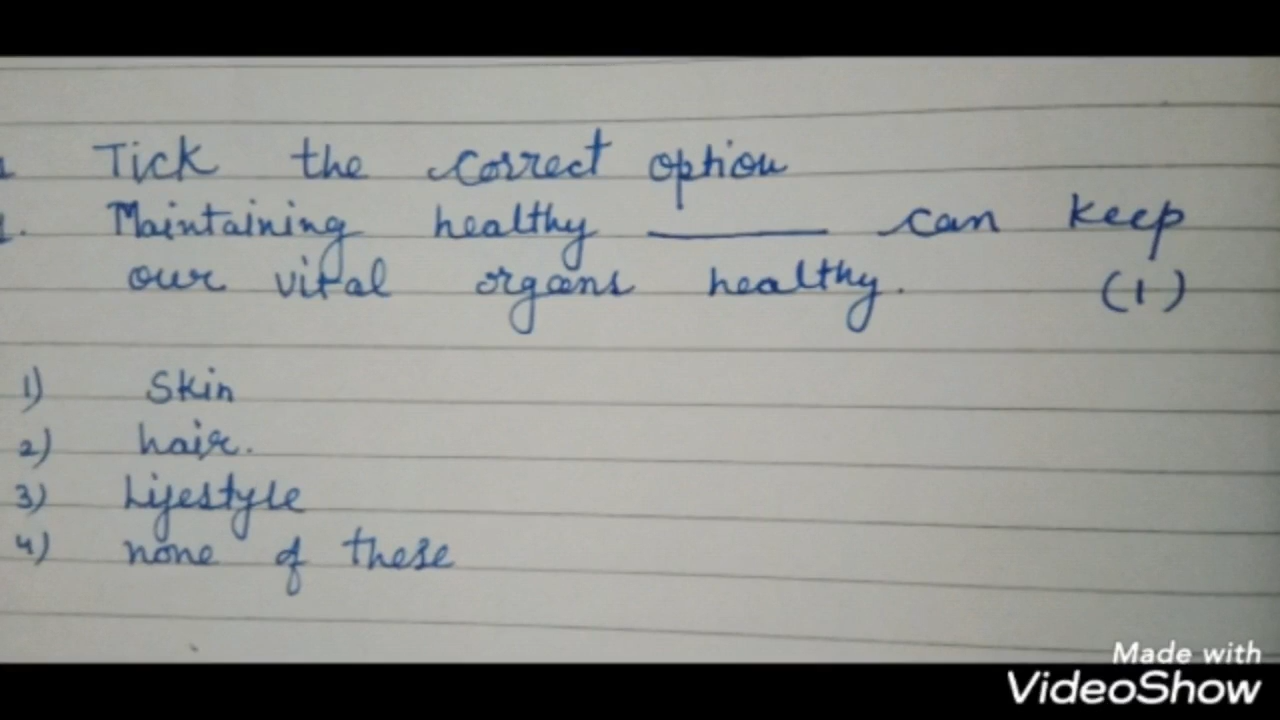 Tick the correct option
1. Maintaining healthy ______ can keep
our vital organs healthy. (1)
1) Skin
2) hair.
3) Lifestyle
4) none of these
Made with
VideoShow